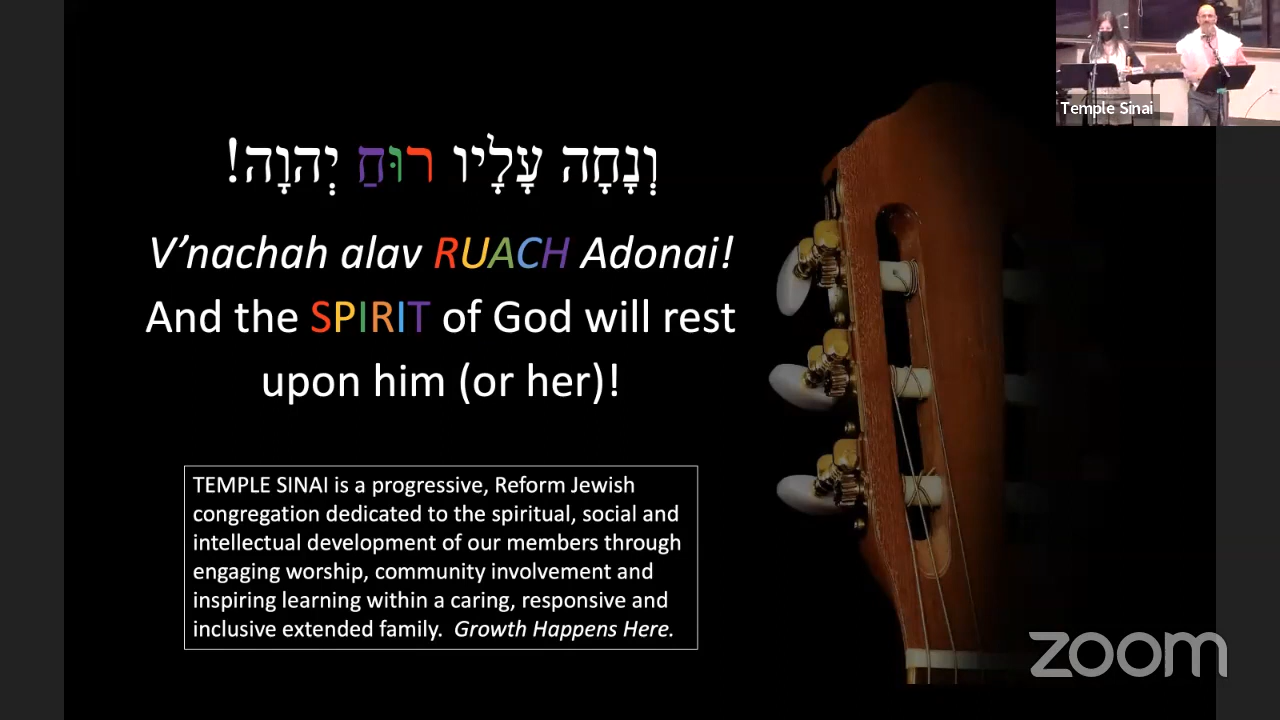 וְנָחָה עָלָיו רוּחַ יְהוָה!
V’nachah alav RUACH Adonai!
And the SPIRIT of God will rest
upon him (or her)!
TEMPLE SINAI is a progressive, Reform Jewish
congregation dedicated to the spiritual, social and
intellectual development of our members through
engaging worship, community involvement and
inspiring learning within a caring, responsive and
inclusive extended family. Growth Happens Here.
Temple Sinai
zoom